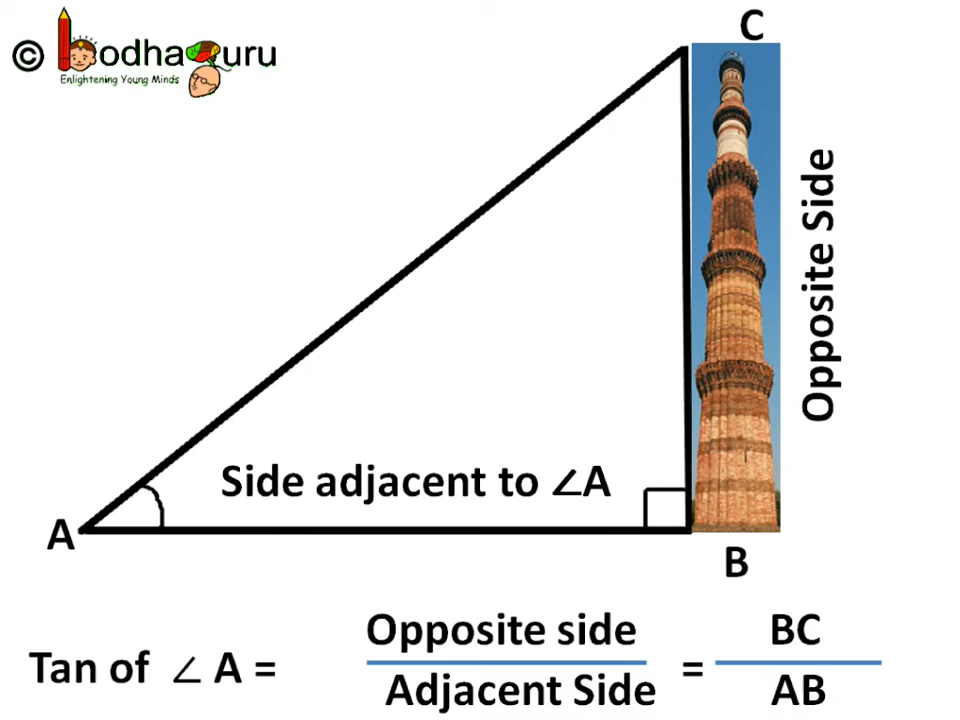 © BodhaGuru
Enlightening Young Minds
C
Opposite Side
Side adjacent to ∠A
A
B
Tan of ∠ A = Opposite side / Adjacent Side = BC / AB